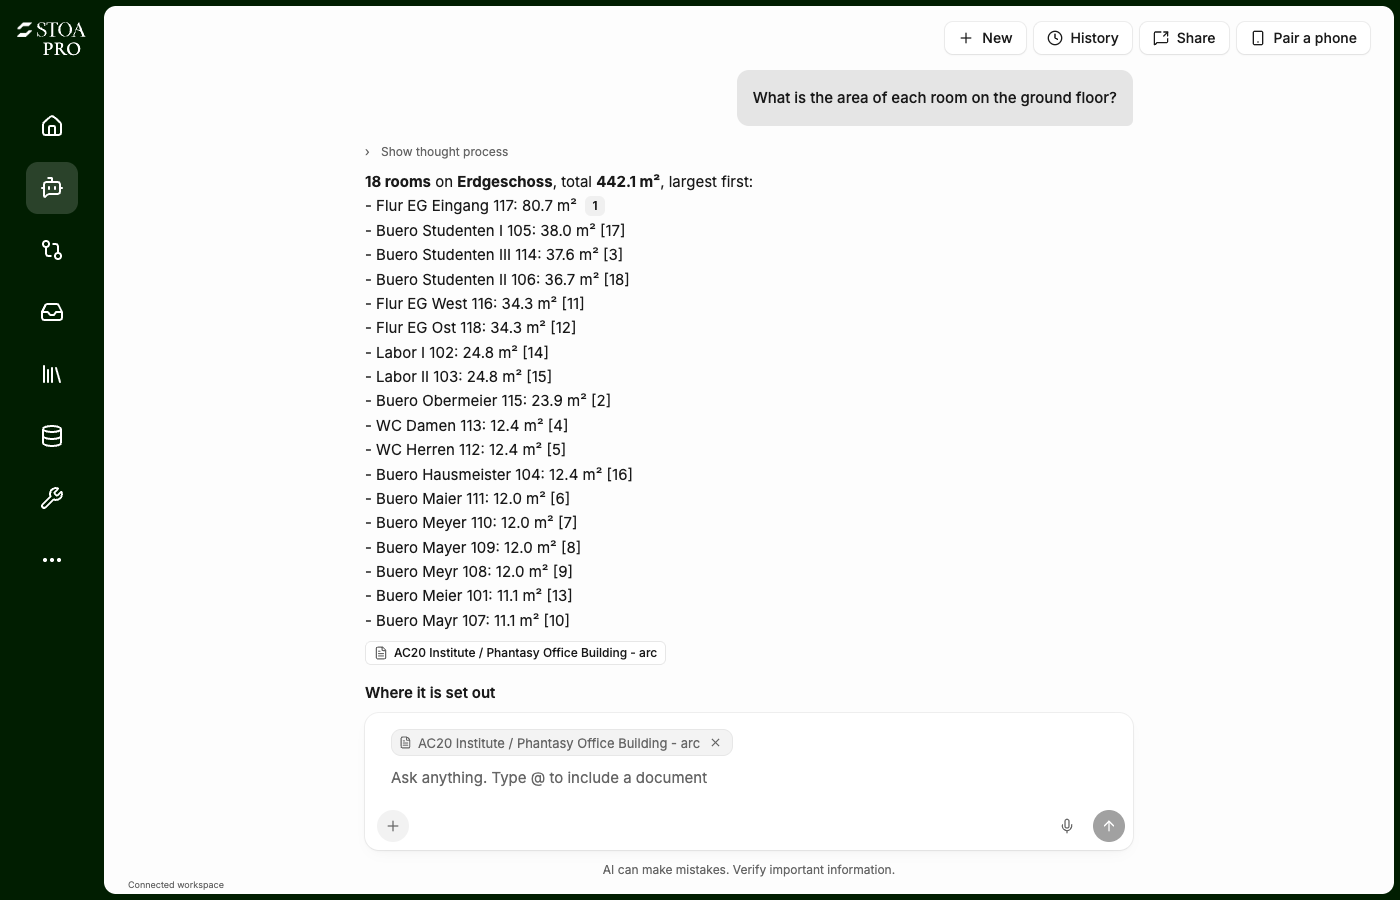 STOA
PRO
New
History
Share
Pair a phone
What is the area of each room on the ground floor?
Show thought process
18 rooms on Erdgeschoss, total 442.1 m², largest first:
- Flur EG Eingang 117: 80.7 m² 1
- Buero Studenten I 105: 38.0 m² [17]
- Buero Studenten III 114: 37.6 m² [3]
- Buero Studenten II 106: 36.7 m² [18]
- Flur EG West 116: 34.3 m² [11]
- Flur EG Ost 118: 34.3 m² [12]
- Labor I 102: 24.8 m² [14]
- Labor II 103: 24.8 m² [15]
- Buero Obermeier 115: 23.9 m² [2]
- WC Damen 113: 12.4 m² [4]
- WC Herren 112: 12.4 m² [5]
- Buero Hausmeister 104: 12.4 m² [16]
- Buero Maier 111: 12.0 m² [6]
- Buero Meyer 110: 12.0 m² [7]
- Buero Mayer 109: 12.0 m² [8]
- Buero Meyr 108: 12.0 m² [9]
- Buero Meier 101: 11.1 m² [13]
- Buero Mayr 107: 11.1 m² [10]
AC20 Institute / Phantasy Office Building - arc
Where it is set out
AC20 Institute / Phantasy Office Building - arc
Ask anything. Type @ to include a document
AI can make mistakes. Verify important information.
Connected workspace